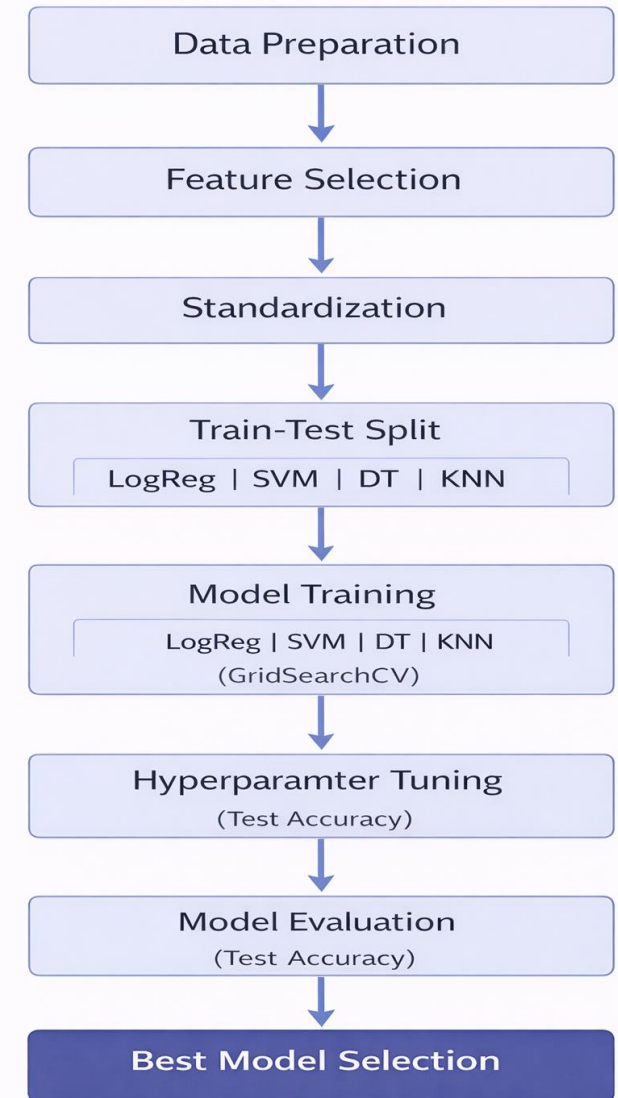 Data Preparation
Feature Selection
Standardization
Train-Test Split
LogReg | SVM | DT | KNN
Model Training
LogReg | SVM | DT | KNN
(GridSearchCV)
Hyperparamter Tuning
(Test Accuracy)
Model Evaluation
(Test Accuracy)
Best Model Selection